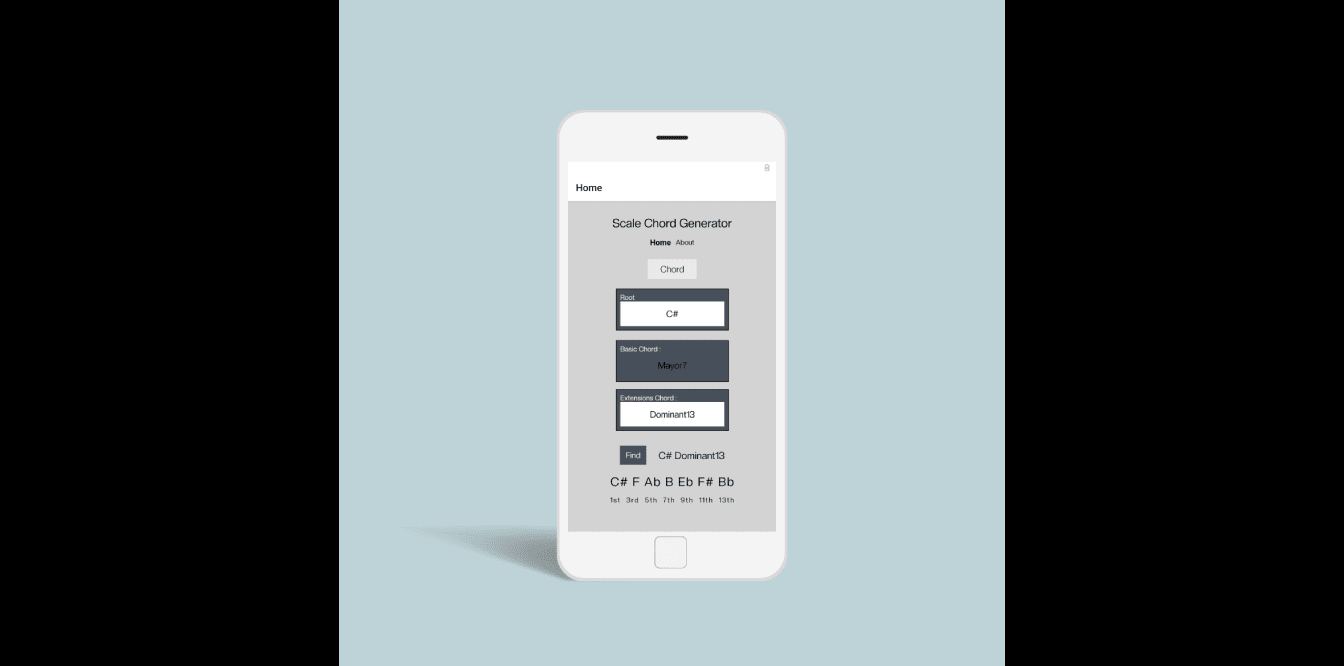 Home
Scale Chord Generator
Home About
Chord
Root
C#
Basic Chord :
Mayor7
Extensions Chord :
Dominant13
Find C# Dominant13
C# F Ab B Eb F# Bb
1st 3rd 5th 7th 9th 11th 13th